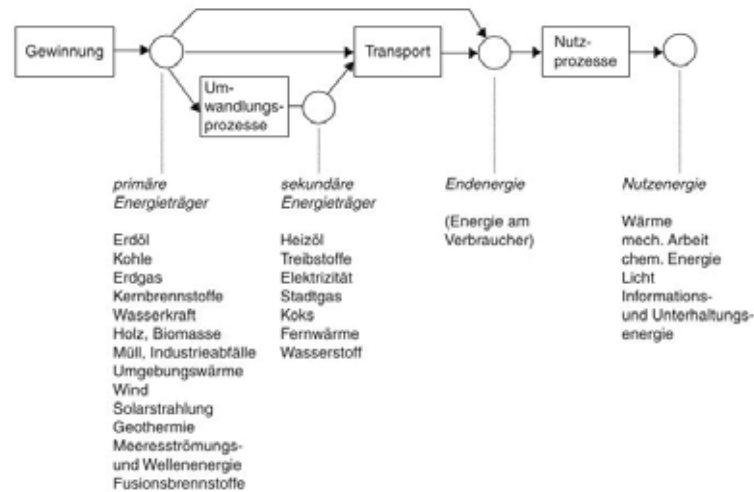 Gewinnung
Um-
wandlungs-
prozesse
Transport
Nutz-
prozesse
primäre
Energieträger
Erdöl
Kohle
Erdgas
Kernbrennstoffe
Wasserkraft
Holz, Biomasse
Müll, Industrieabfälle
Umgebungswärme
Wind
Solarstrahlung
Geothermie
Meeresströmungs-
und Wellenenergie
Fusionsbrennstoffe
sekundäre
Energieträger
Heizöl
Treibstoffe
Elektrizität
Stadtgas
Koks
Fernwärme
Wasserstoff
Endenergie
(Energie am
Verbraucher)
Nutzenergie
Wärme
mech. Arbeit
chem. Energie
Licht
Informations-
und Unterhaltungs-
energie